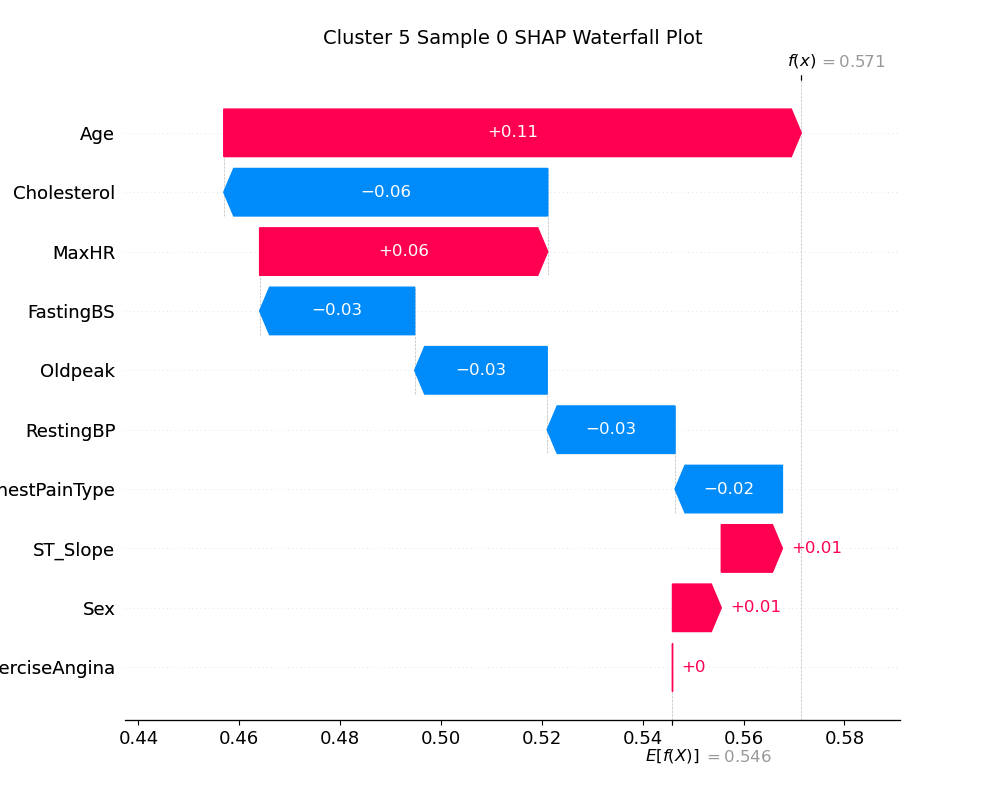 Cluster 5 Sample 0 SHAP Waterfall Plot
f(x) = 0.571
Age +0.11
Cholesterol −0.06
MaxHR +0.06
FastingBS −0.03
Oldpeak −0.03
RestingBP −0.03
hestPainType −0.02
ST_Slope +0.01
Sex +0.01
erciseAngina +0
0.44 0.46 0.48 0.50 0.52 0.54 0.56 0.58
E[f(X)] = 0.546